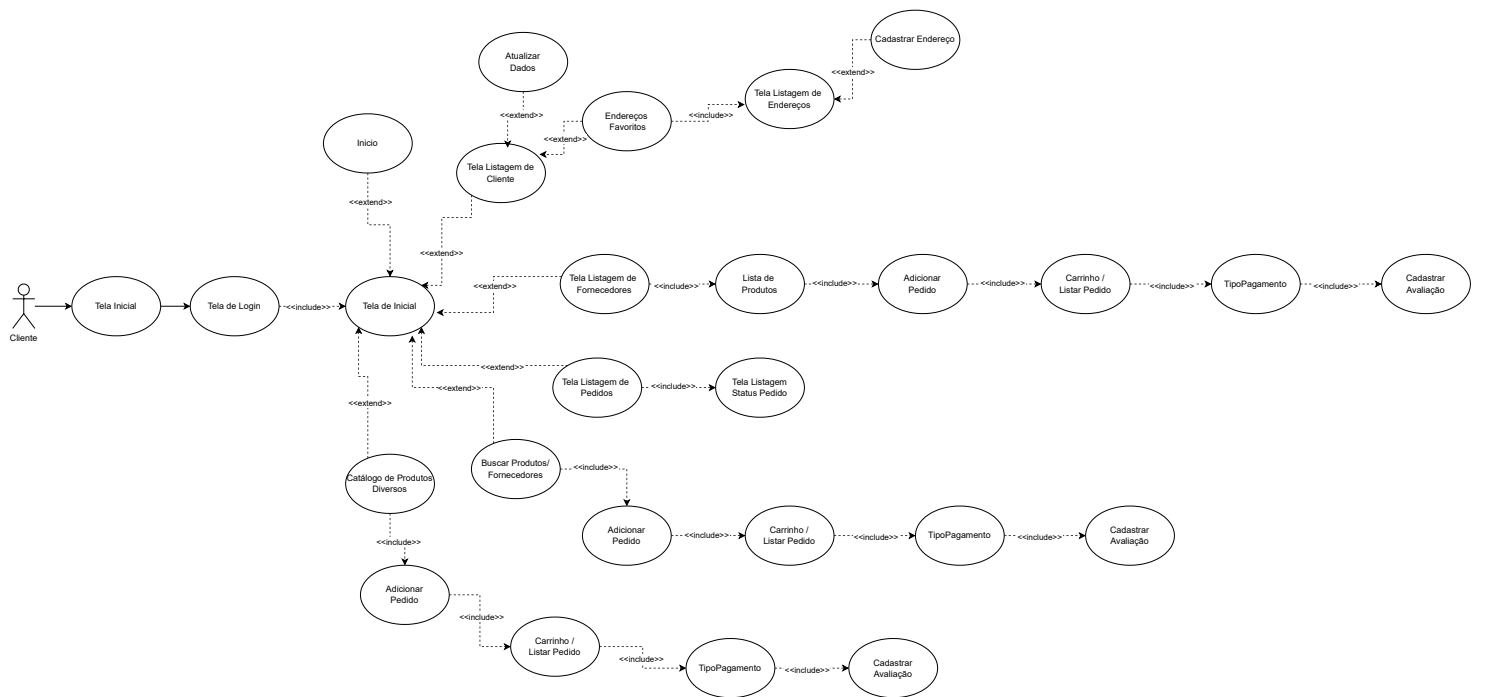 Cadastrar Endereço
Atualizar
Dados
<<extend>>
Tela Listagem de
Endereços
<<extend>>
Endereços
Favoritos
<<include>>
<<extend>>
Inicio
Tela Listagem de
Cliente
<<extend>>
<<extend>>
Cliente
Tela Inicial
Tela de Login
<<include>>
Tela de Inicial
<<extend>>
Tela Listagem de
Fornecedores
<<include>>
Lista de
Produtos
<<include>>
Adicionar
Pedido
<<include>>
Carrinho /
Listar Pedido
<<include>>
TipoPagamento
<<include>>
Cadastrar
Avaliação
<<extend>>
Tela Listagem de
Pedidos
<<include>>
Tela Listagem
Status Pedido
<<extend>>
<<extend>>
Buscar Produtos/
Fornecedores
<<include>>
Catálogo de Produtos
Diversos
Adicionar
Pedido
<<include>>
Carrinho /
Listar Pedido
<<include>>
TipoPagamento
<<include>>
Cadastrar
Avaliação
<<include>>
Adicionar
Pedido
<<include>>
Carrinho /
Listar Pedido
<<include>>
TipoPagamento
<<include>>
Cadastrar
Avaliação